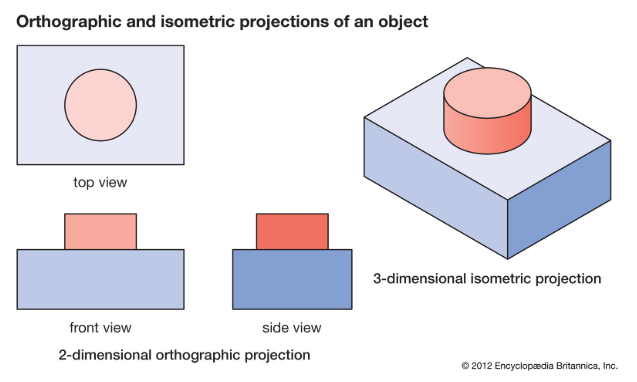 Orthographic and isometric projections of an object
top view
front view
side view
2-dimensional orthographic projection
3-dimensional isometric projection
© 2012 Encyclopædia Britannica, Inc.